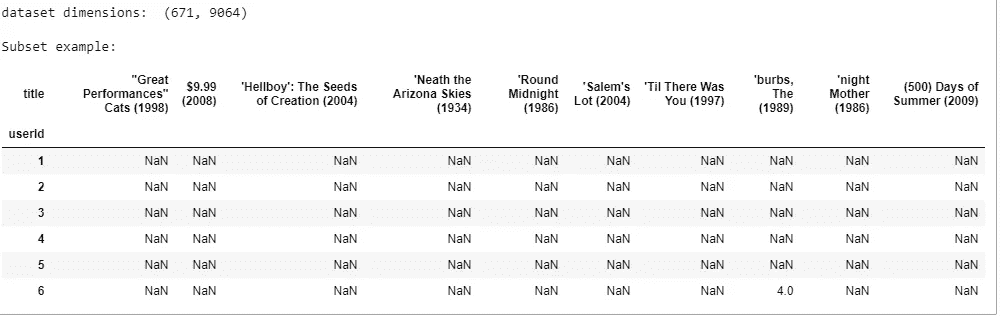 dataset dimensions:  (671, 9064)
Subset example:
title "Great Performances" Cats (1998) $9.99 (2008) 'Hellboy': The Seeds of Creation (2004) 'Neath the Arizona Skies (1934) 'Round Midnight (1986) 'Salem's Lot (2004) 'Til There Was You (1997) 'burbs, The (1989) 'night Mother (1986) (500) Days of Summer (2009)
userId
1 NaN NaN NaN NaN NaN NaN NaN NaN NaN NaN
2 NaN NaN NaN NaN NaN NaN NaN NaN NaN NaN
3 NaN NaN NaN NaN NaN NaN NaN NaN NaN NaN
4 NaN NaN NaN NaN NaN NaN NaN NaN NaN NaN
5 NaN NaN NaN NaN NaN NaN NaN NaN NaN NaN
6 NaN NaN NaN NaN NaN NaN NaN 4.0 NaN NaN